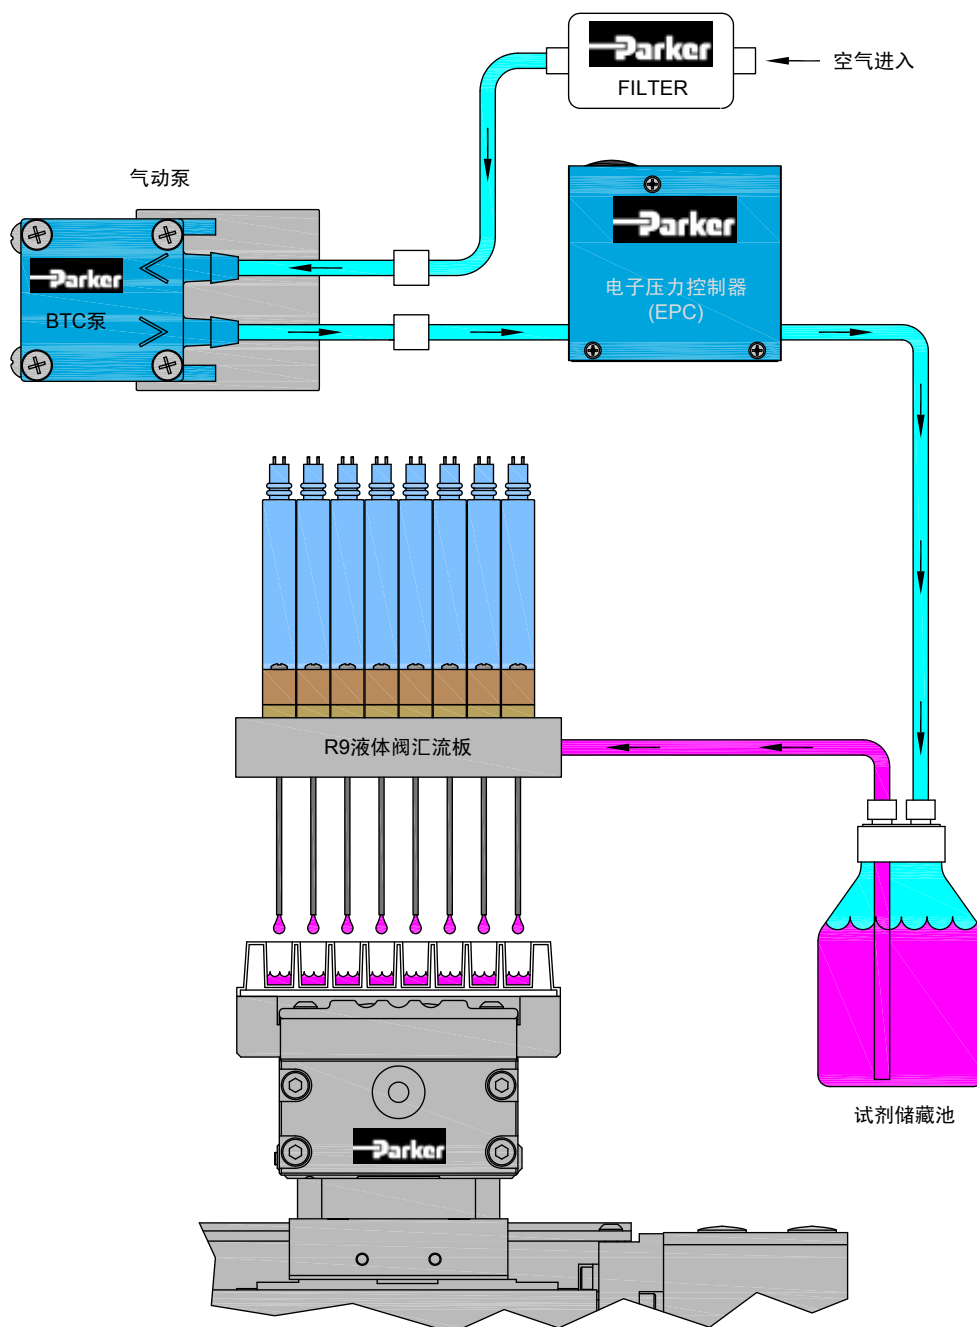 Parker
FILTER
空气进入
气动泵
Parker
BTC泵
Parker
电子压力控制器
(EPC)
R9液体阀汇流板
试剂储藏池
Parker